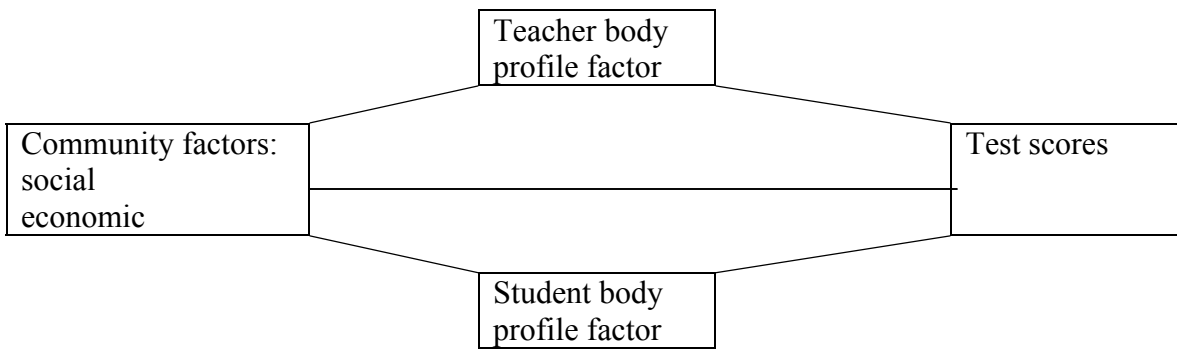 Teacher body
profile factor
Community factors:
social
economic
Test scores
Student body
profile factor